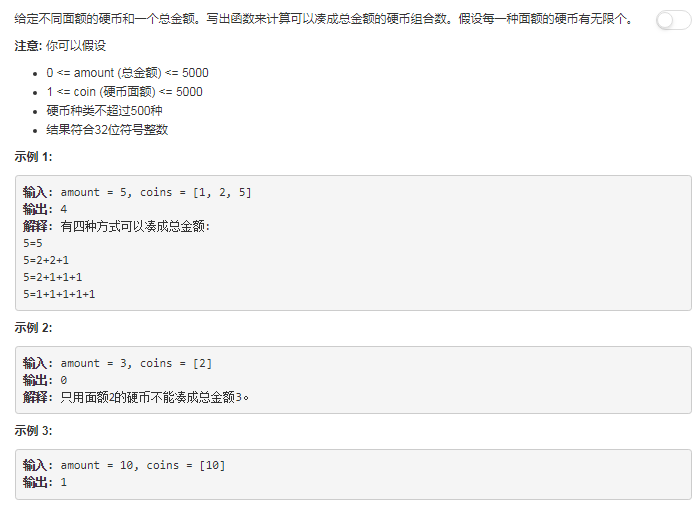 给定不同面额的硬币和一个总金额。写出函数来计算可以凑成总金额的硬币组合数。假设每一种面额的硬币有无限个。
注意: 你可以假设
• 0 <= amount (总金额) <= 5000
• 1 <= coin (硬币面额) <= 5000
• 硬币种类不超过500种
• 结果符合32位符号整数
示例 1:
输入: amount = 5, coins = [1, 2, 5]
输出: 4
解释: 有四种方式可以凑成总金额:
5=5
5=2+2+1
5=2+1+1+1
5=1+1+1+1+1
示例 2:
输入: amount = 3, coins = [2]
输出: 0
解释: 只用面额2的硬币不能凑成总金额3。
示例 3:
输入: amount = 10, coins = [10]
输出: 1